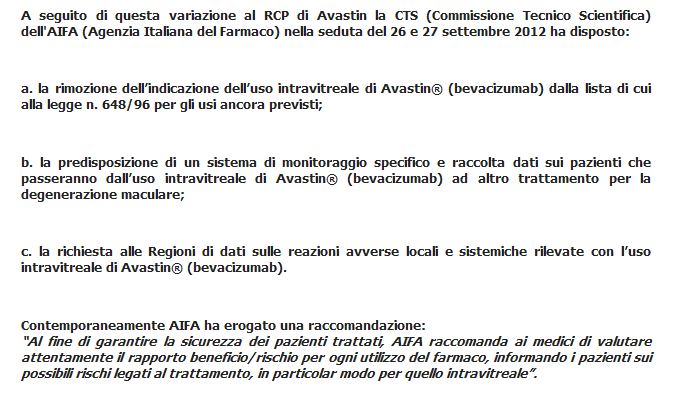 A seguito di questa variazione al RCP di Avastin la CTS (Commissione Tecnico Scientifica)
dell'AIFA (Agenzia Italiana del Farmaco) nella seduta del 26 e 27 settembre 2012 ha disposto:
a. la rimozione dell’indicazione dell’uso intravitreale di Avastin® (bevacizumab) dalla lista di cui
alla legge n. 648/96 per gli usi ancora previsti;
b. la predisposizione di un sistema di monitoraggio specifico e raccolta dati sui pazienti che
passeranno dall’uso intravitreale di Avastin® (bevacizumab) ad altro trattamento per la
degenerazione maculare;
c. la richiesta alle Regioni di dati sulle reazioni avverse locali e sistemiche rilevate con l’uso
intravitreale di Avastin® (bevacizumab).
Contemporaneamente AIFA ha erogato una raccomandazione:
“Al fine di garantire la sicurezza dei pazienti trattati, AIFA raccomanda ai medici di valutare
attentamente il rapporto beneficio/rischio per ogni utilizzo del farmaco, informando i pazienti sui
possibili rischi legati al trattamento, in particolar modo per quello intravitreale”.